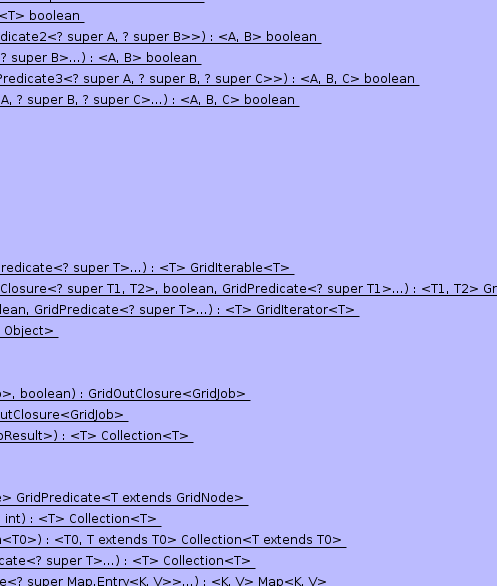 <T> boolean
dicate2<? super A, ? super B>>) : <A, B> boolean
? super B>...) : <A, B> boolean
Predicate3<? super A, ? super B, ? super C>>) : <A, B, C> boolean
A, ? super B, ? super C>...) : <A, B, C> boolean
redicate<? super T>...) : <T> GridIterable<T>
Closure<? super T1, T2>, boolean, GridPredicate<? super T1>...) : <T1, T2> Gr
lean, GridPredicate<? super T>...) : <T> GridIterator<T>
Object>
>, boolean) : GridOutClosure<GridJob>
utClosure<GridJob>
Result>) : <T> Collection<T>
> GridPredicate<T extends GridNode>
int) : <T> Collection<T>
<T0>) : <T0, T extends T0> Collection<T extends T0>
cate<? super T>...) : <T> Collection<T>
e<? super Map.Entry<K, V>>...) : <K, V> Map<K, V>